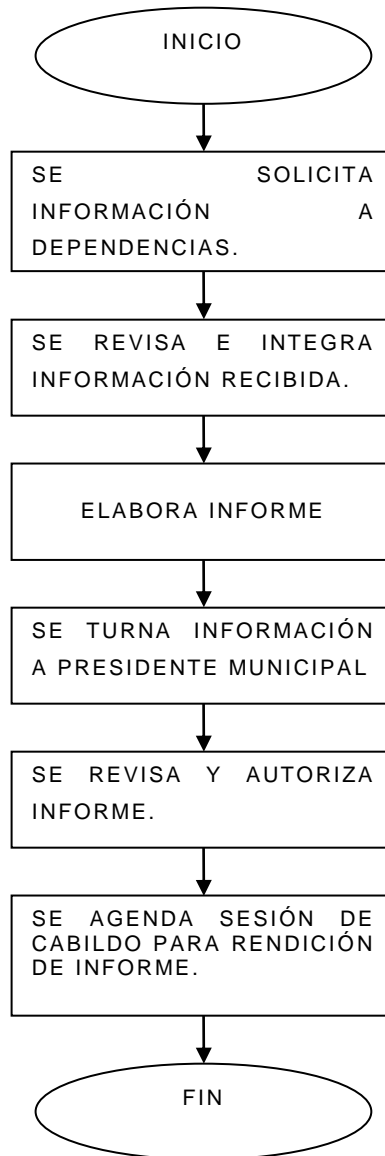 INICIO
SE SOLICITA
INFORMACIÓN A
DEPENDENCIAS.
SE REVISA E INTEGRA
INFORMACIÓN RECIBIDA.
ELABORA INFORME
SE TURNA INFORMACIÓN
A PRESIDENTE MUNICIPAL
SE REVISA Y AUTORIZA
INFORME.
SE AGENDA SESIÓN DE
CABILDO PARA RENDICIÓN
DE INFORME.
FIN